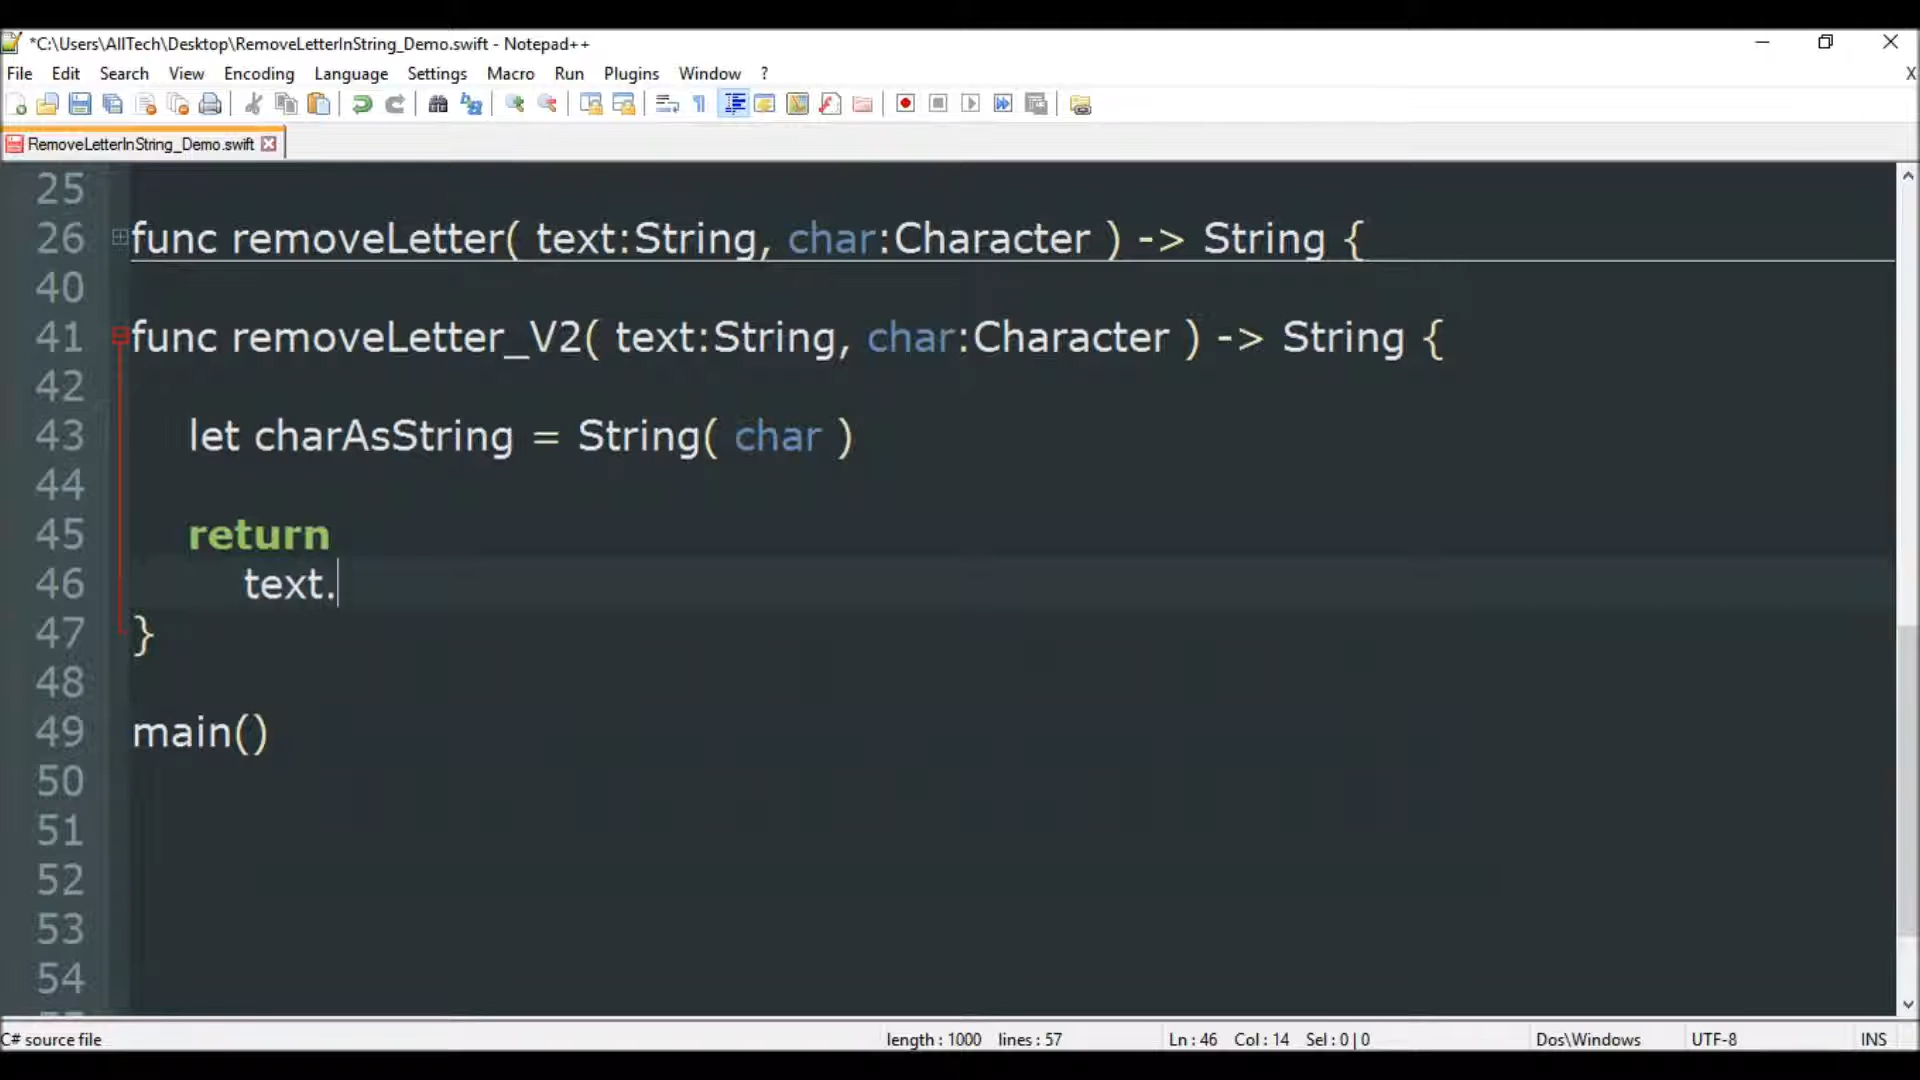 *C:\Users\AllTech\Desktop\RemoveLetterInString_Demo.swift - Notepad++
File Edit Search View Encoding Language Settings Macro Run Plugins Window ? X
RemoveLetterInString_Demo.swift
25
26 func removeLetter( text:String, char:Character ) -> String {
40
41 func removeLetter_V2( text:String, char:Character ) -> String {
42
43 let charAsString = String( char )
44
45 return
46 text.
47 }
48
49 main()
50
51
52
53
54
C# source file length : 1000 lines : 57 Ln : 46 Col : 14 Sel : 0 | 0 Dos\Windows UTF-8 INS